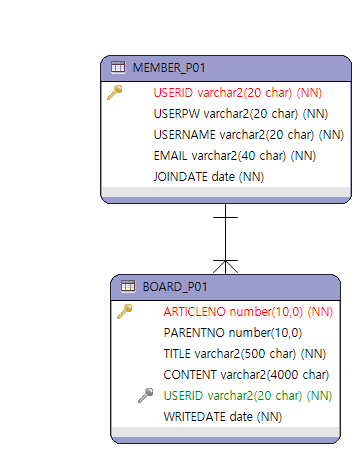 MEMBER_P01
USERID varchar2(20 char) (NN)
USERPW varchar2(20 char) (NN)
USERNAME varchar2(20 char) (NN)
EMAIL varchar2(40 char) (NN)
JOINDATE date (NN)
BOARD_P01
ARTICLENO number(10,0) (NN)
PARENTNO number(10,0)
TITLE varchar2(500 char) (NN)
CONTENT varchar2(4000 char)
USERID varchar2(20 char) (NN)
WRITEDATE date (NN)